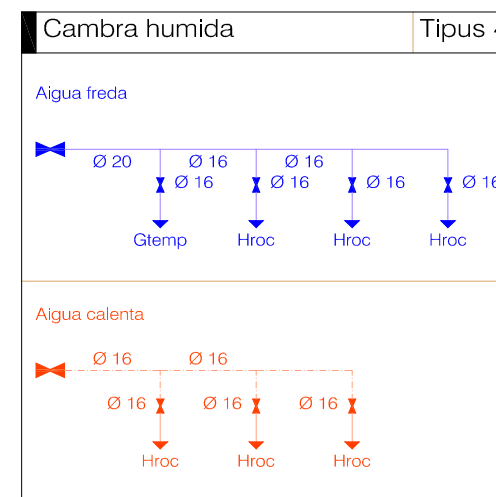 Cambra humida Tipus
Aigua freda
Ø 20 Ø 16 Ø 16
Ø 16 Ø 16 Ø 16 Ø 16
Gtemp Hroc Hroc Hroc
Aigua calenta
Ø 16 Ø 16
Ø 16 Ø 16 Ø 16
Hroc Hroc Hroc